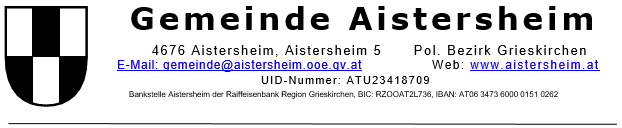 Gemeinde Aistersheim
4676 Aistersheim, Aistersheim 5 Pol. Bezirk Grieskirchen
E-Mail: gemeinde@aistersheim.ooe.gv.at Web: www.aistersheim.at
UID-Nummer: ATU23418709
Bankstelle Aistersheim der Raiffeisenbank Region Grieskirchen, BIC: RZOOAT2L736, IBAN: AT06 3473 6000 0151 0262